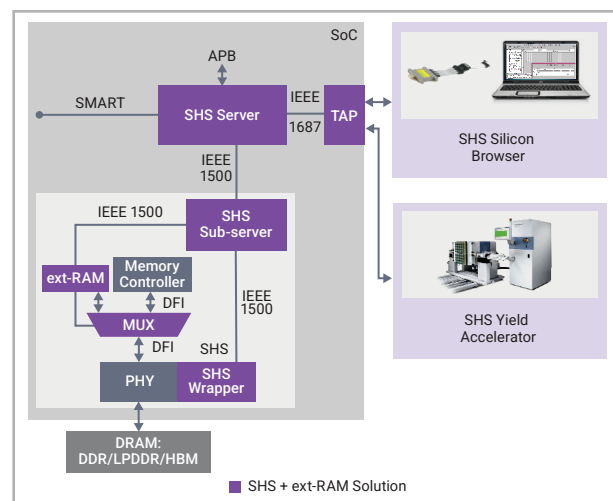 SoC
APB
SMART
SHS Server
IEEE
1687
TAP
SHS Silicon
Browser
IEEE
1500
IEEE 1500
SHS
Sub-server
ext-RAM
Memory
Controller
DFI
MUX
DFI
IEEE
1500
SHS
PHY
SHS
Wrapper
SHS Yield
Accelerator
DRAM:
DDR/LPDDR/HBM
SHS + ext-RAM Solution